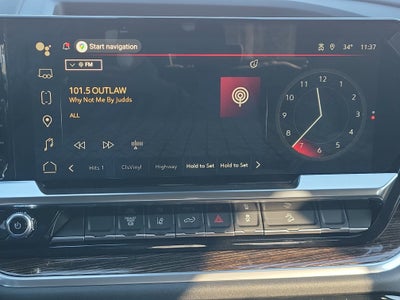 Start navigation
34° 11:37
FM
101.5 OUTLAW
Why Not Me By Judds
ALL
12
11 1
10 2
9 3
8 4
7 5
6
Hits 1 ClsVinyl Highway Hold to Set Hold to Set